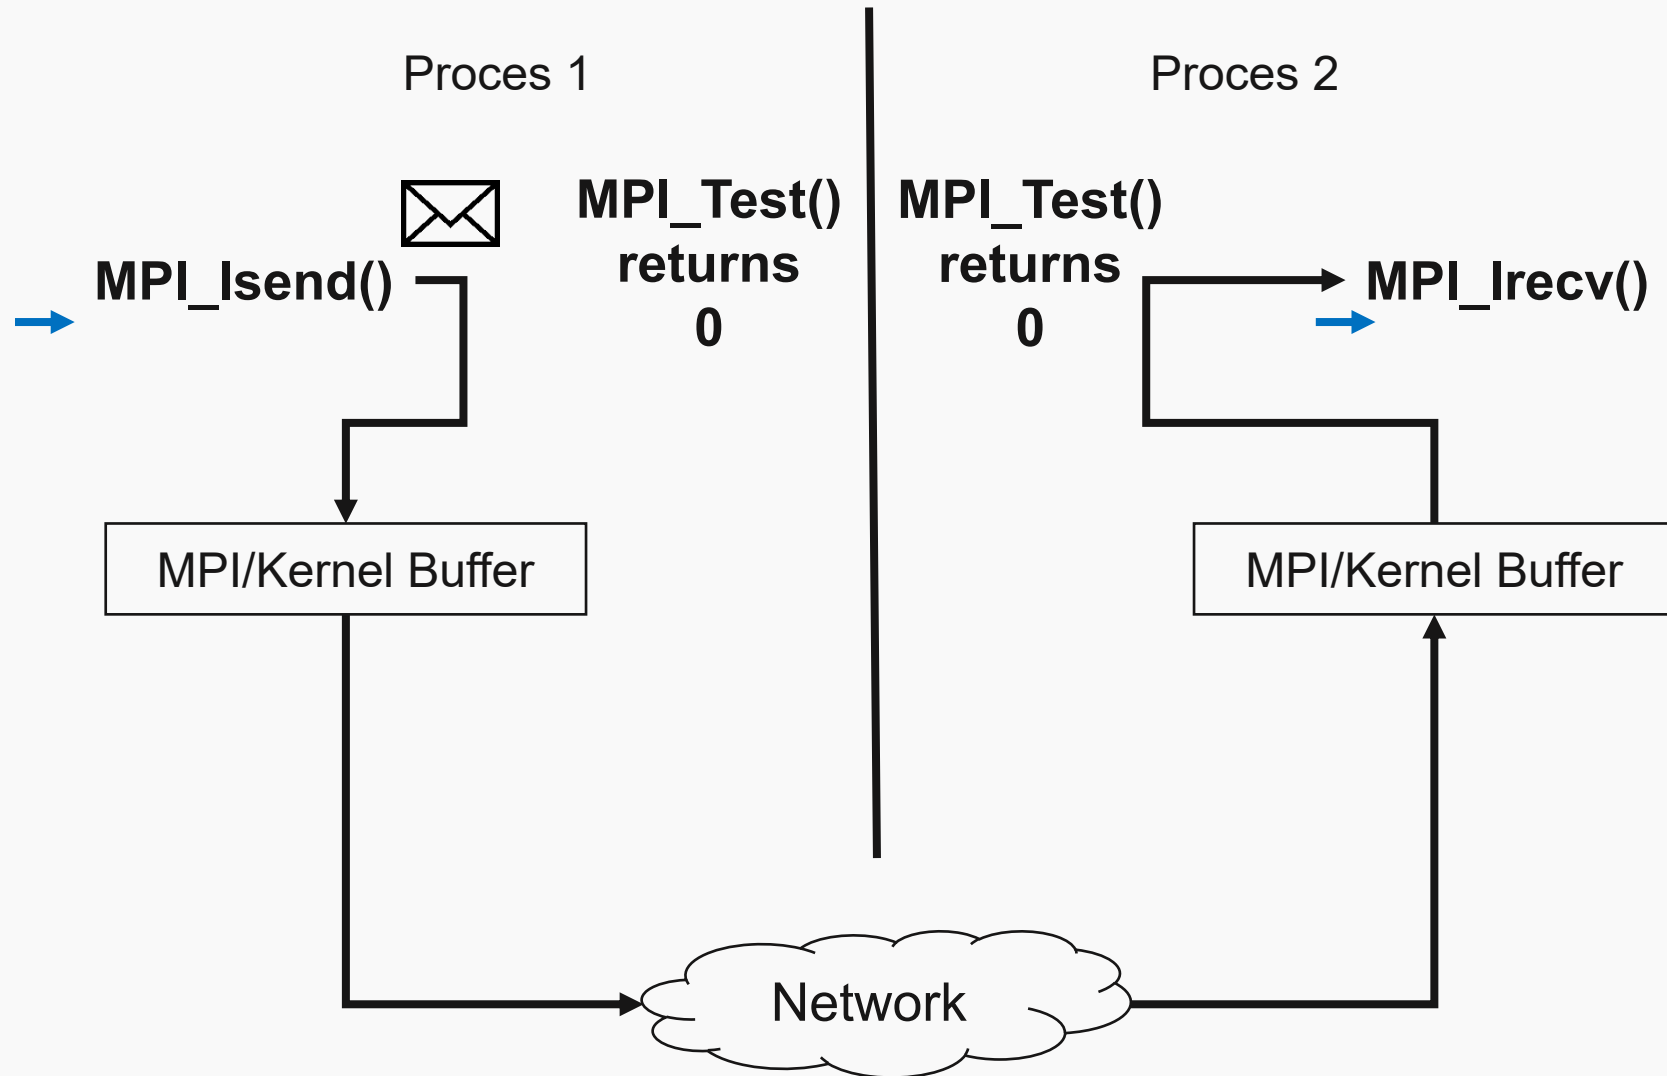 Proces 1
Proces 2
MPI_Test()
returns
0
MPI_Test()
returns
0
MPI_Isend()
MPI_Irecv()
MPI/Kernel Buffer
MPI/Kernel Buffer
Network